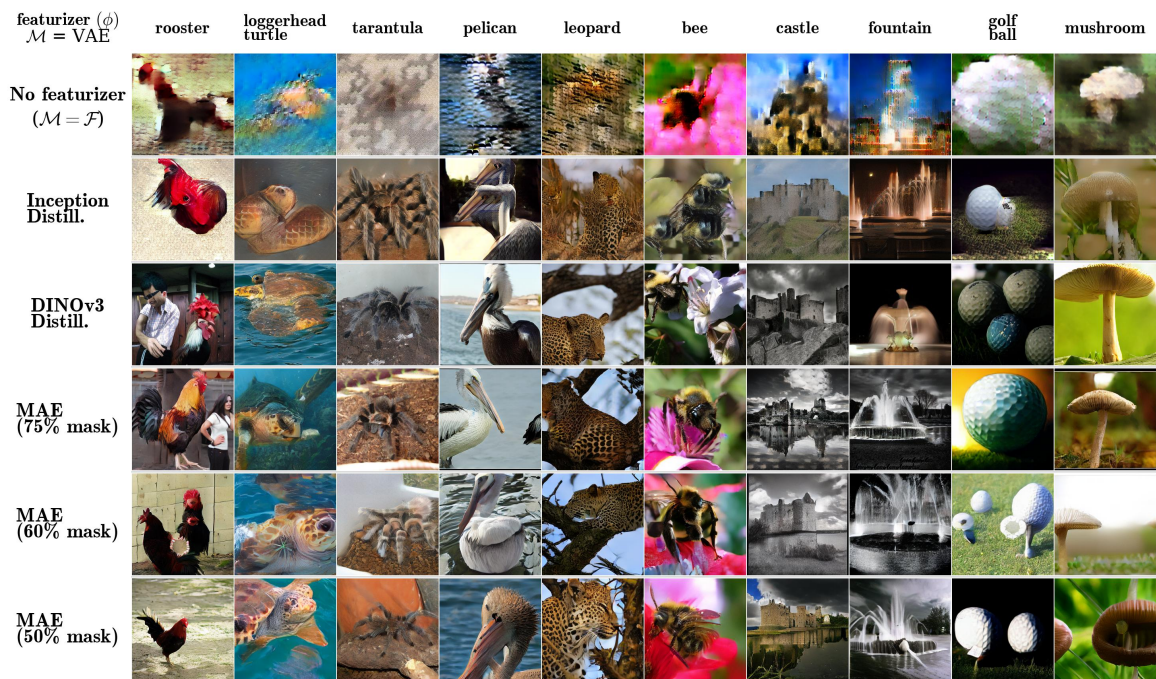 featurizer (ϕ)
ℳ = VAE
rooster
loggerhead
turtle
tarantula
pelican
leopard
bee
castle
fountain
golf
ball
mushroom
No featurizer
(ℳ = ℱ)
Inception
Distill.
DINOv3
Distill.
MAE
(75% mask)
MAE
(60% mask)
MAE
(50% mask)